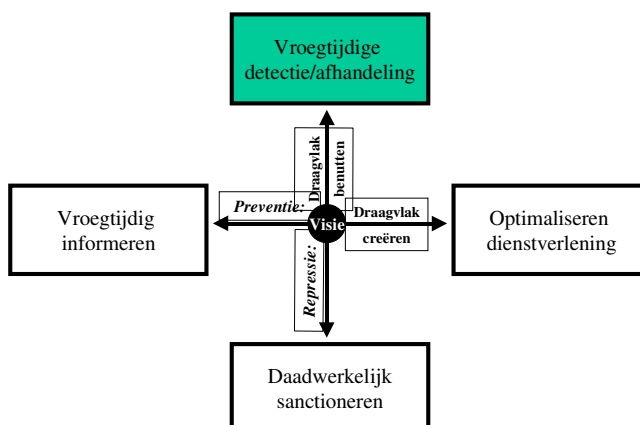 Vroegtijdige
detectie/afhandeling
Draagvlak
benutten
Preventie:
Vroegtijdig
informeren
Visie
Draagvlak
creëren
Optimaliseren
dienstverlening
Repressie:
Daadwerkelijk
sanctioneren